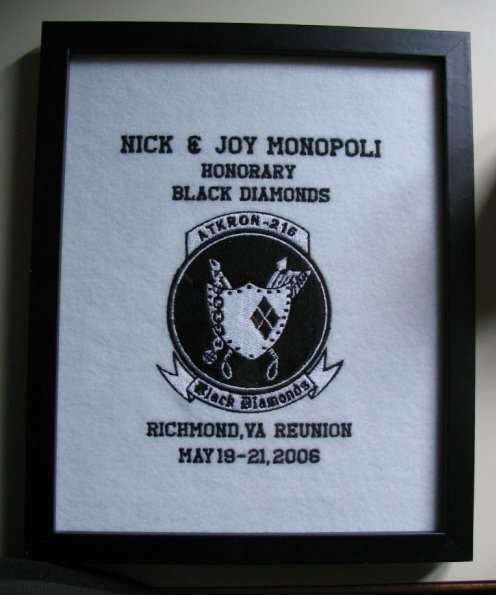 NICK & JOY MONOPOLI
HONORARY
BLACK DIAMONDS
ATKRON-216
Black Diamonds
RICHMOND, VA REUNION
MAY 19-21, 2006